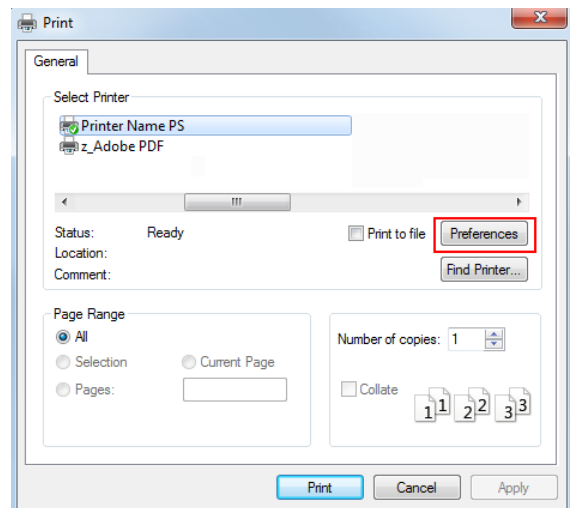 Print
General
Select Printer
Printer Name PS
z_Adobe PDF
Status: Ready
Print to file
Preferences
Location:
Comment:
Find Printer...
Page Range
All
Selection
Current Page
Pages:
Number of copies: 1
Collate
1 1 2 2 3 3
Print
Cancel
Apply